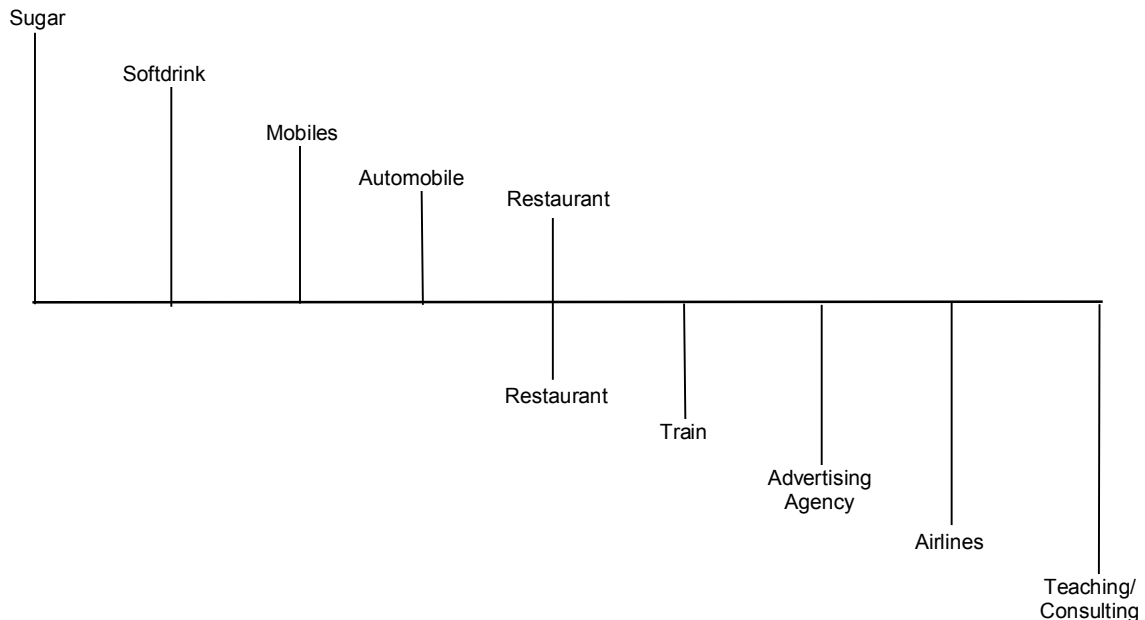 Sugar
Softdrink
Mobiles
Automobile
Restaurant
Restaurant
Train
Advertising
Agency
Airlines
Teaching/
Consulting